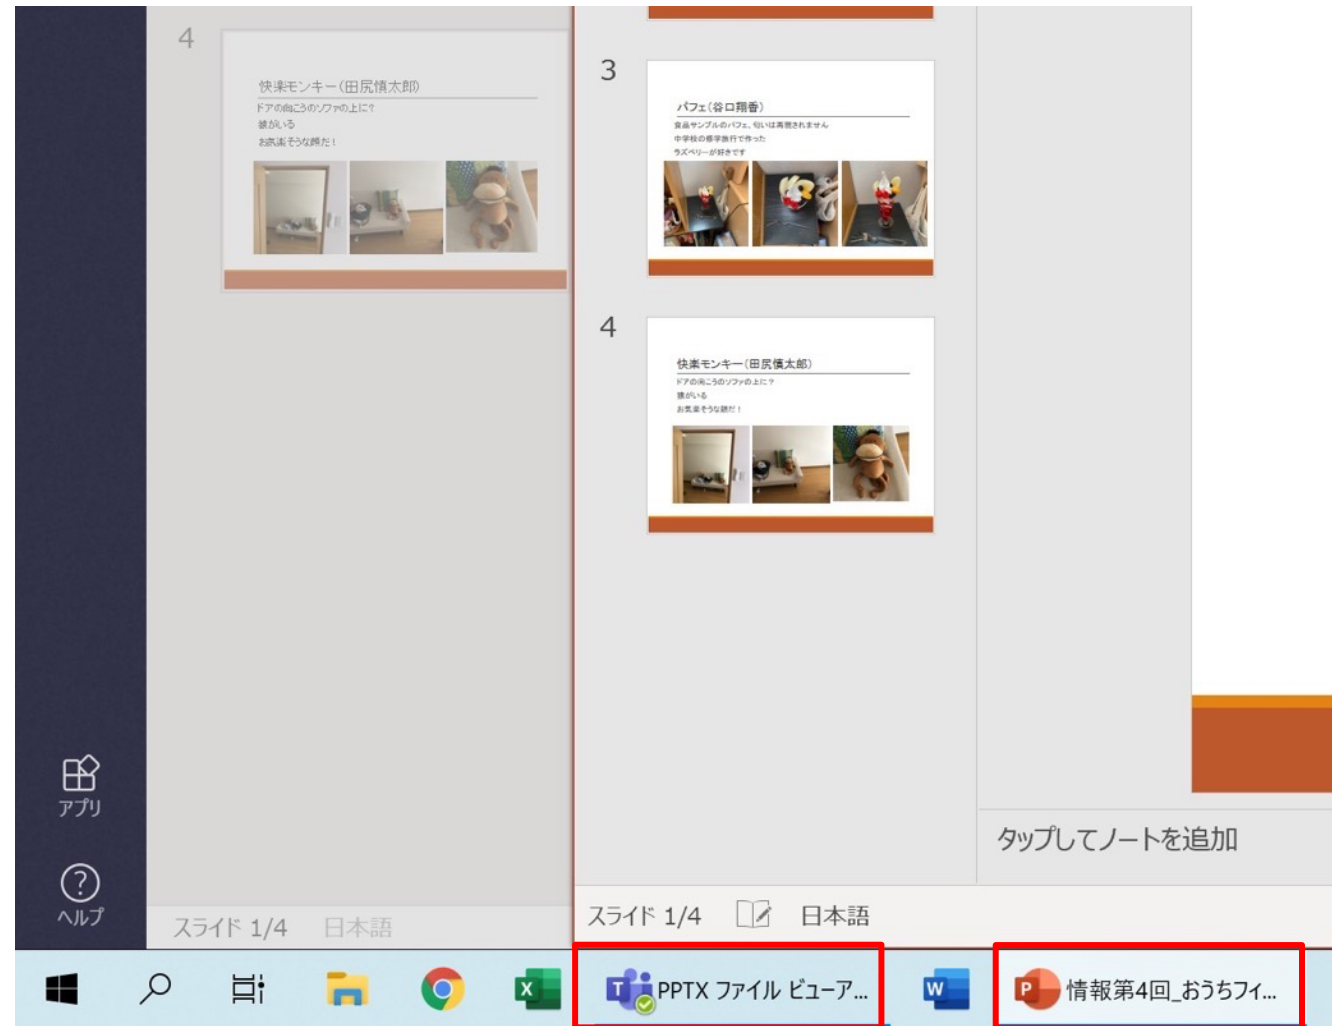 4
快楽モンキー(田尻慎太郎)
ドアの向こうのソファの上に?
猿がいる
お気楽そうな顔だ!
アプリ
ヘルプ
スライド 1/4 日本語
3
パフェ(谷口翔香)
食品サンプルのパフェ。匂いは再現されません
中学校の修学旅行で作った
ラズベリーが好きです
4
快楽モンキー(田尻慎太郎)
ドアの向こうのソファの上に?
猿がいる
お気楽そうな顔だ!
タップしてノートを追加
スライド 1/4 日本語
PPTX ファイル ビューア...
情報第4回_おうちフィ...